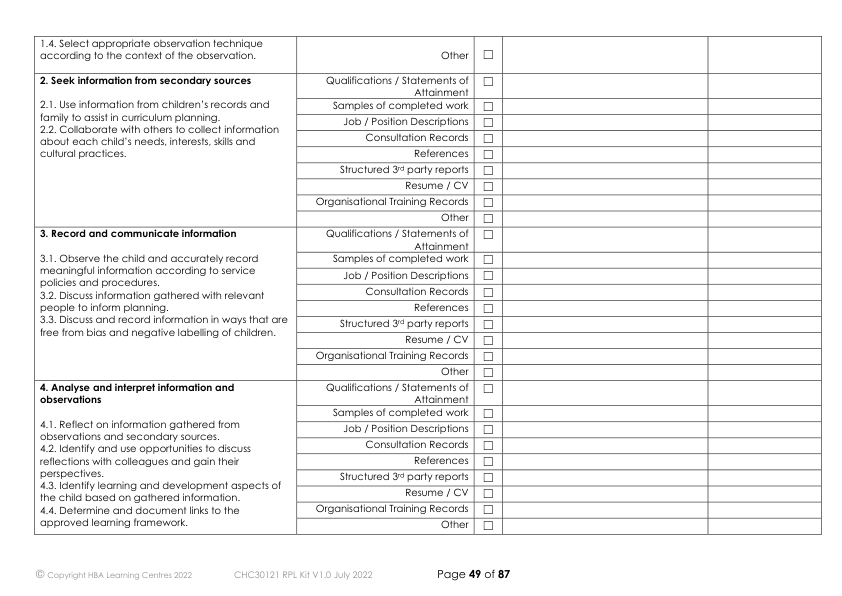 1.4. Select appropriate observation technique
according to the context of the observation.
Other ☐
2. Seek information from secondary sources
2.1. Use information from children's records and
family to assist in curriculum planning.
2.2. Collaborate with others to collect information
about each child's needs, interests, skills and
cultural practices.
Qualifications / Statements of
Attainment ☐
Samples of completed work ☐
Job / Position Descriptions ☐
Consultation Records ☐
References ☐
Structured 3rd party reports ☐
Resume / CV ☐
Organisational Training Records ☐
Other ☐
3. Record and communicate information
3.1. Observe the child and accurately record
meaningful information according to service
policies and procedures.
3.2. Discuss information gathered with relevant
people to inform planning.
3.3. Discuss and record information in ways that are
free from bias and negative labelling of children.
Qualifications / Statements of
Attainment ☐
Samples of completed work ☐
Job / Position Descriptions ☐
Consultation Records ☐
References ☐
Structured 3rd party reports ☐
Resume / CV ☐
Organisational Training Records ☐
Other ☐
4. Analyse and interpret information and
observations
4.1. Reflect on information gathered from
observations and secondary sources.
4.2. Identify and use opportunities to discuss
reflections with colleagues and gain their
perspectives.
4.3. Identify learning and development aspects of
the child based on gathered information.
4.4. Determine and document links to the
approved learning framework.
Qualifications / Statements of
Attainment ☐
Samples of completed work ☐
Job / Position Descriptions ☐
Consultation Records ☐
References ☐
Structured 3rd party reports ☐
Resume / CV ☐
Organisational Training Records ☐
Other ☐
© Copyright HBA Learning Centres 2022 CHC30121 RPL Kit V1.0 July 2022 Page 49 of 87